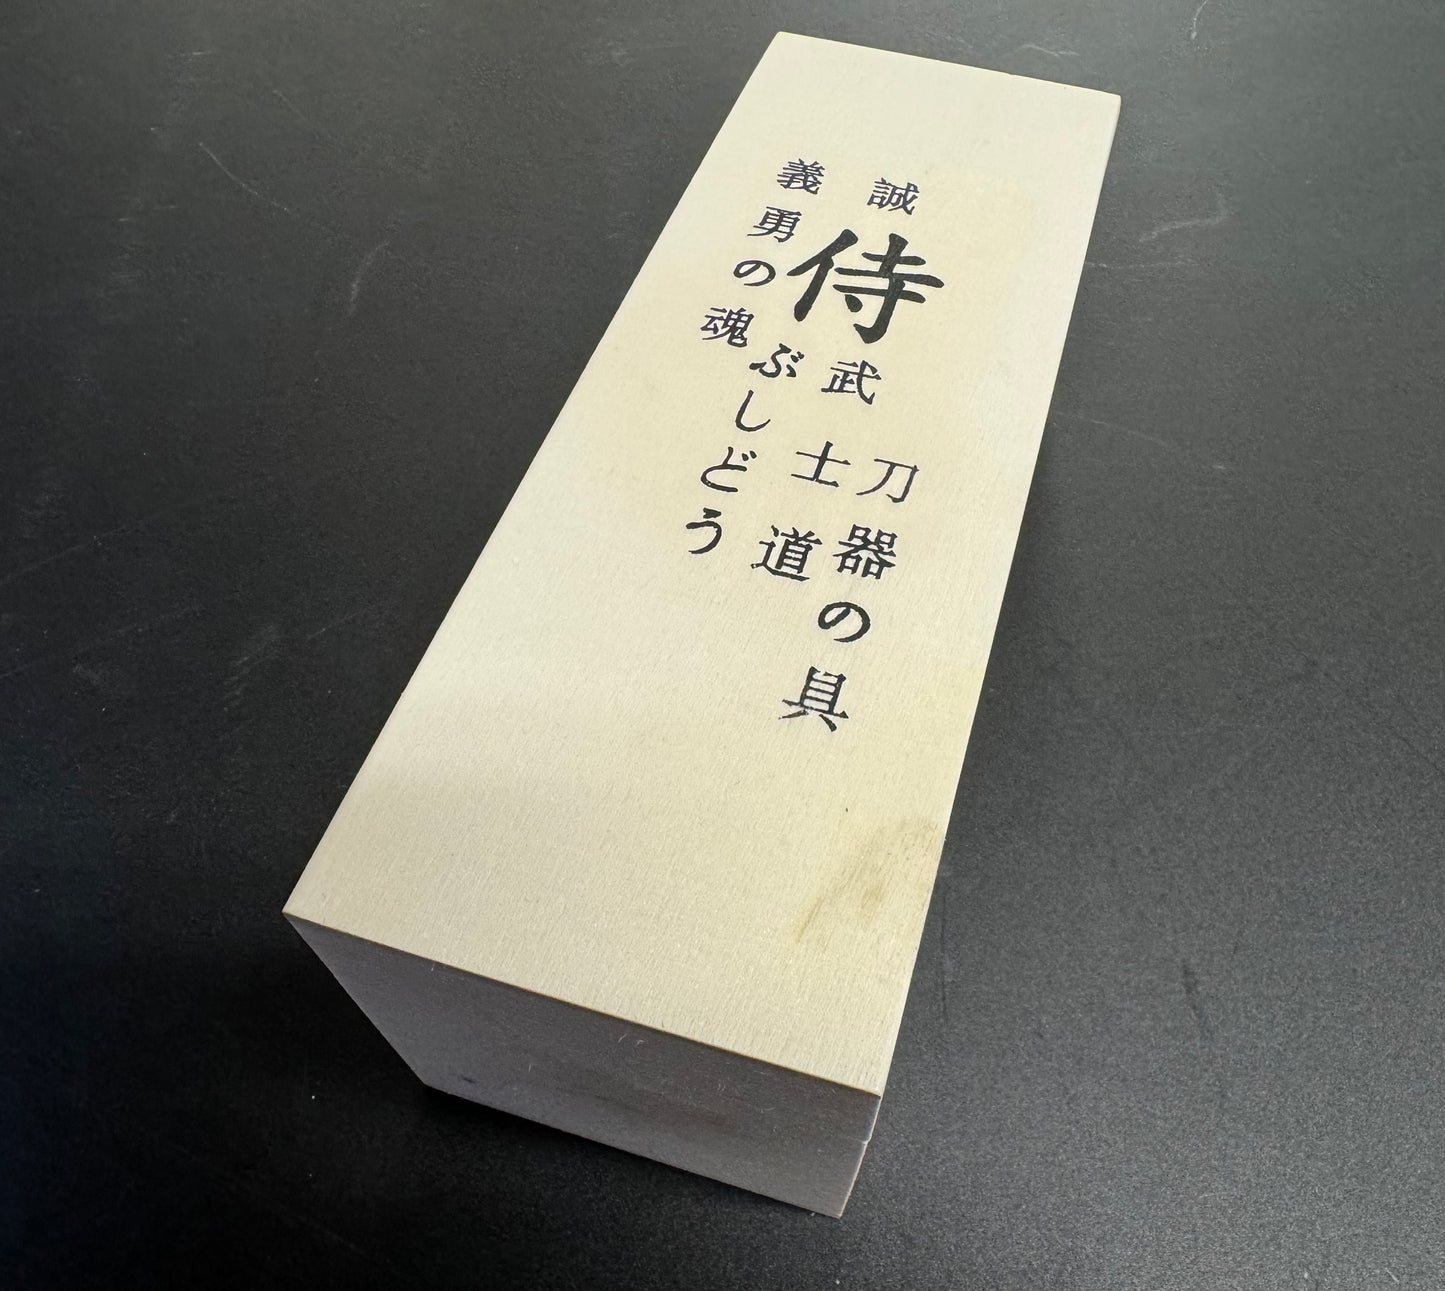 誠
侍
武士道
刀器の具
ぶしどう
義勇の魂